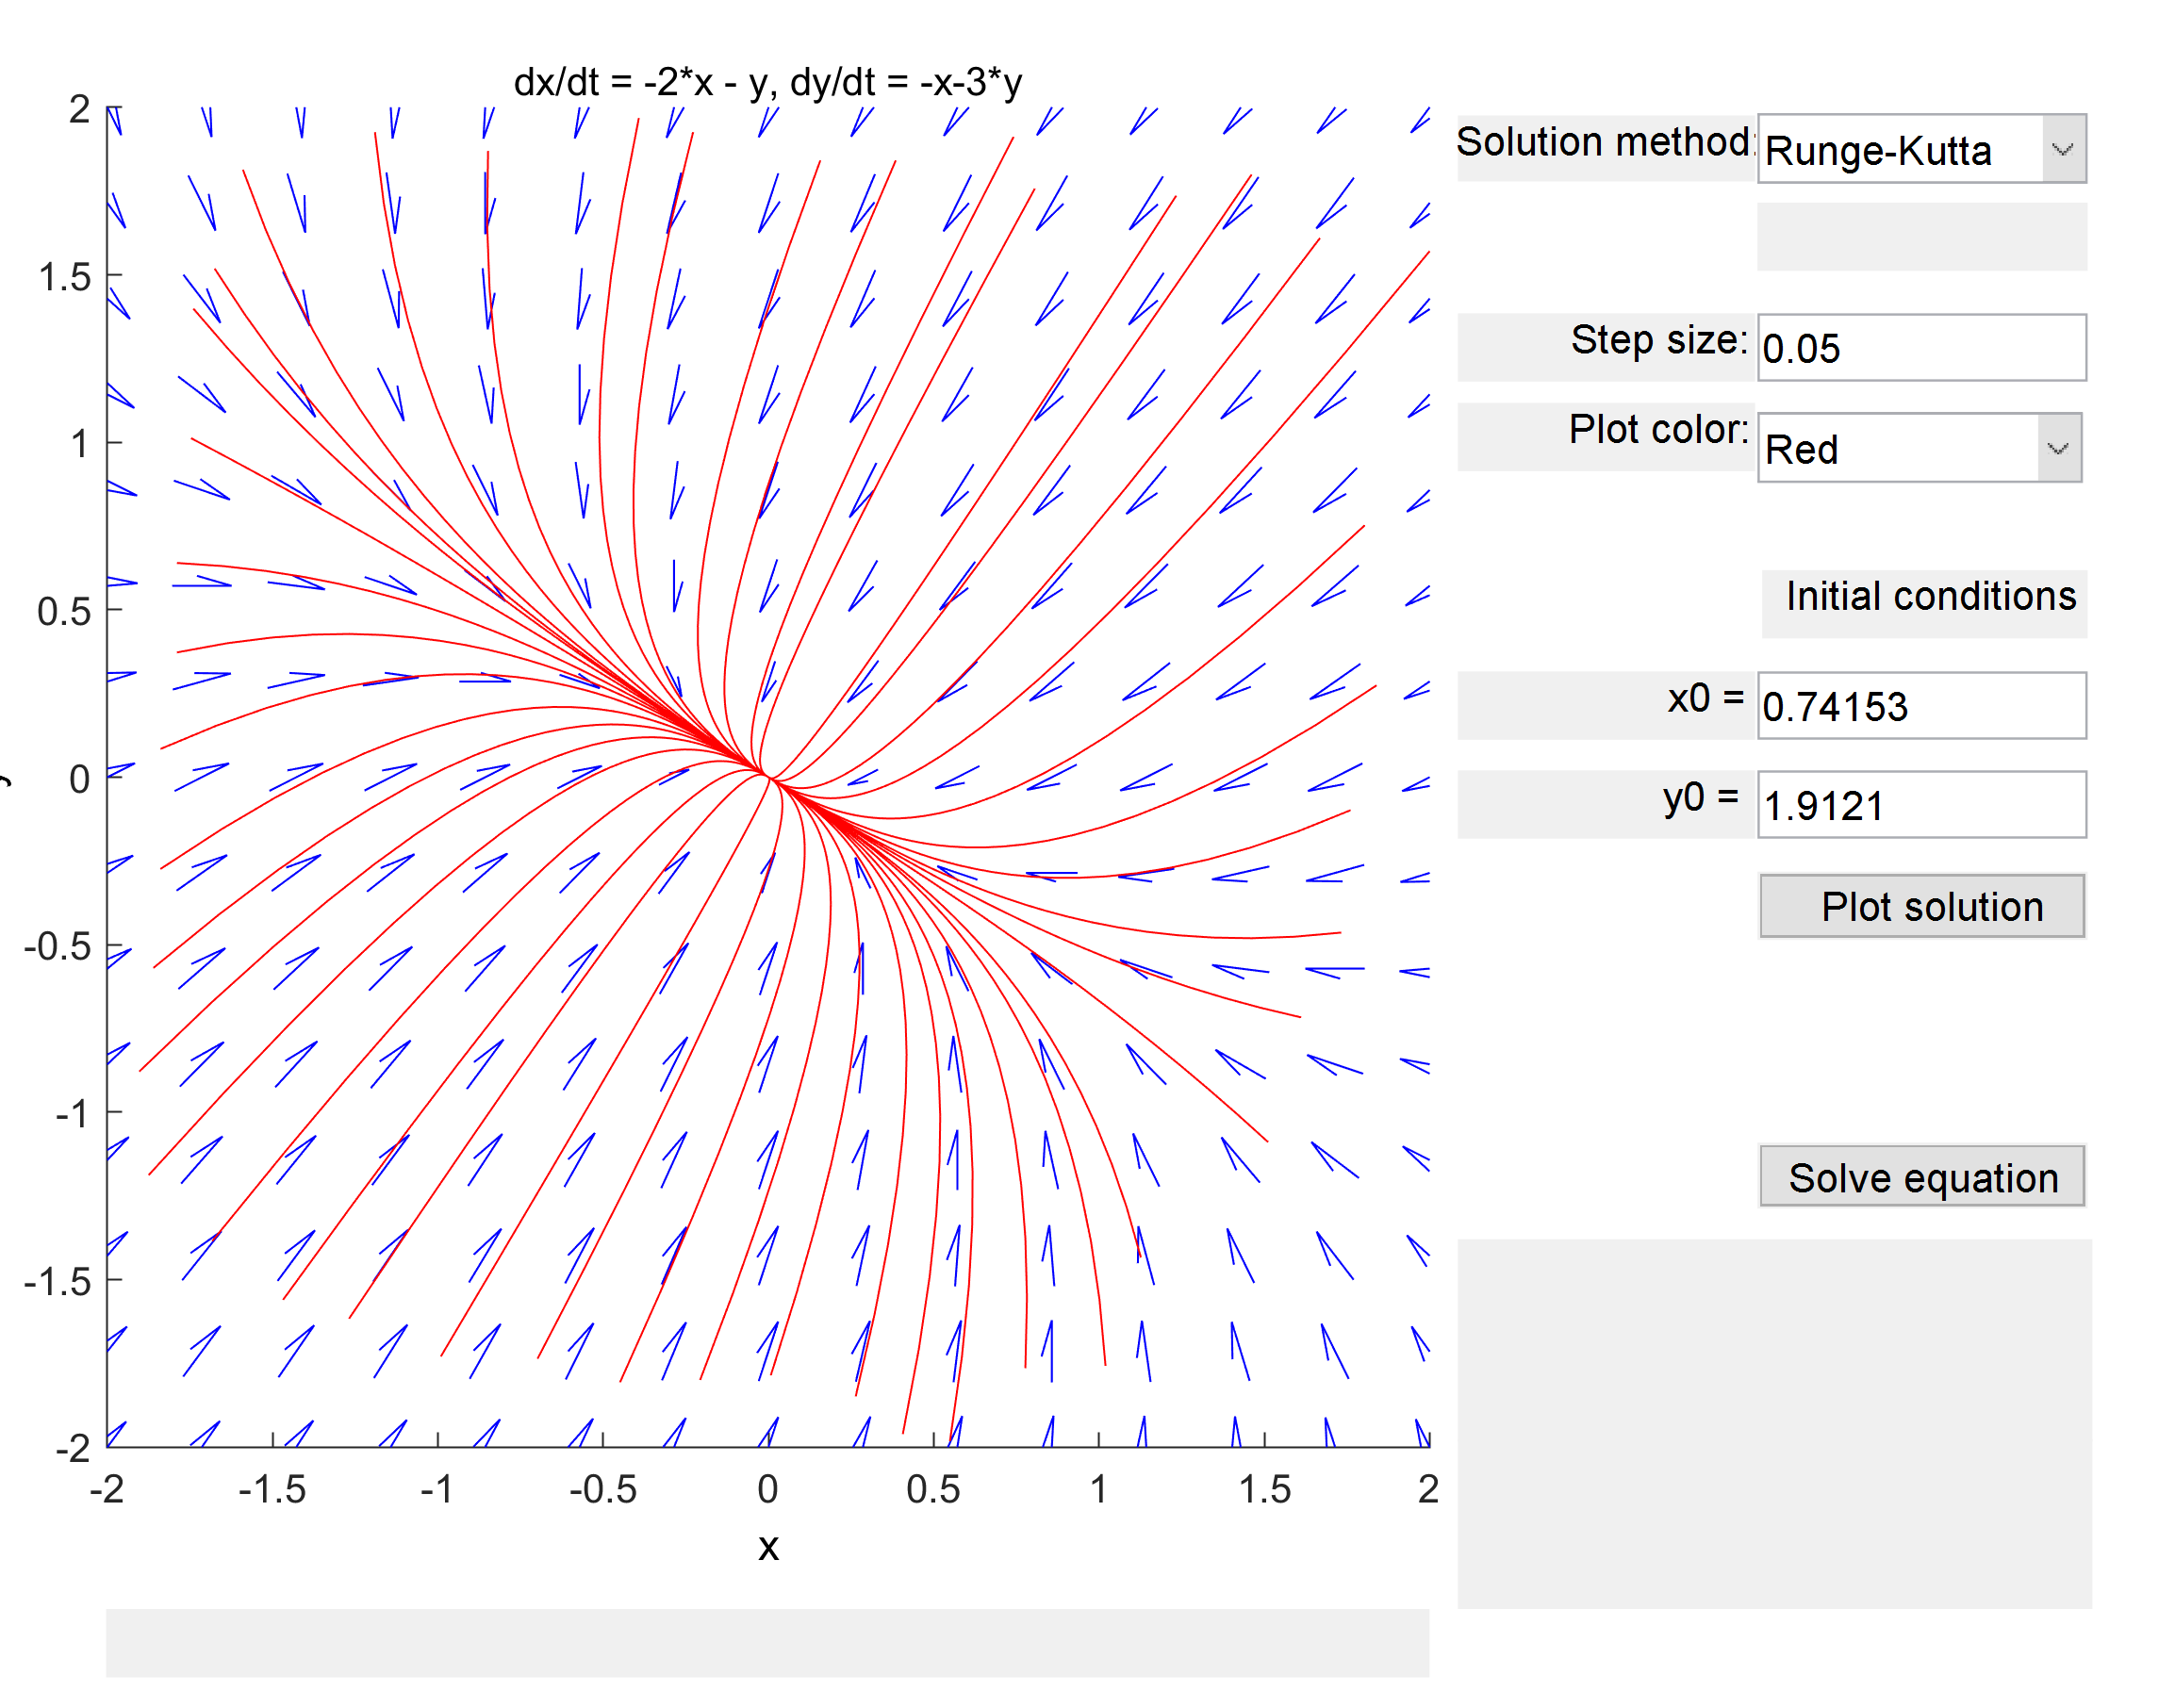 dx/dt = -2*x - y, dy/dt = -x-3*y
2
1.5
1
0.5
0
-0.5
-1
-1.5
-2
-2 -1.5 -1 -0.5 0 0.5 1 1.5 2
x
Solution method: Runge-Kutta
Step size: 0.05
Plot color: Red
Initial conditions
x0 = 0.74153
y0 = 1.9121
Plot solution
Solve equation